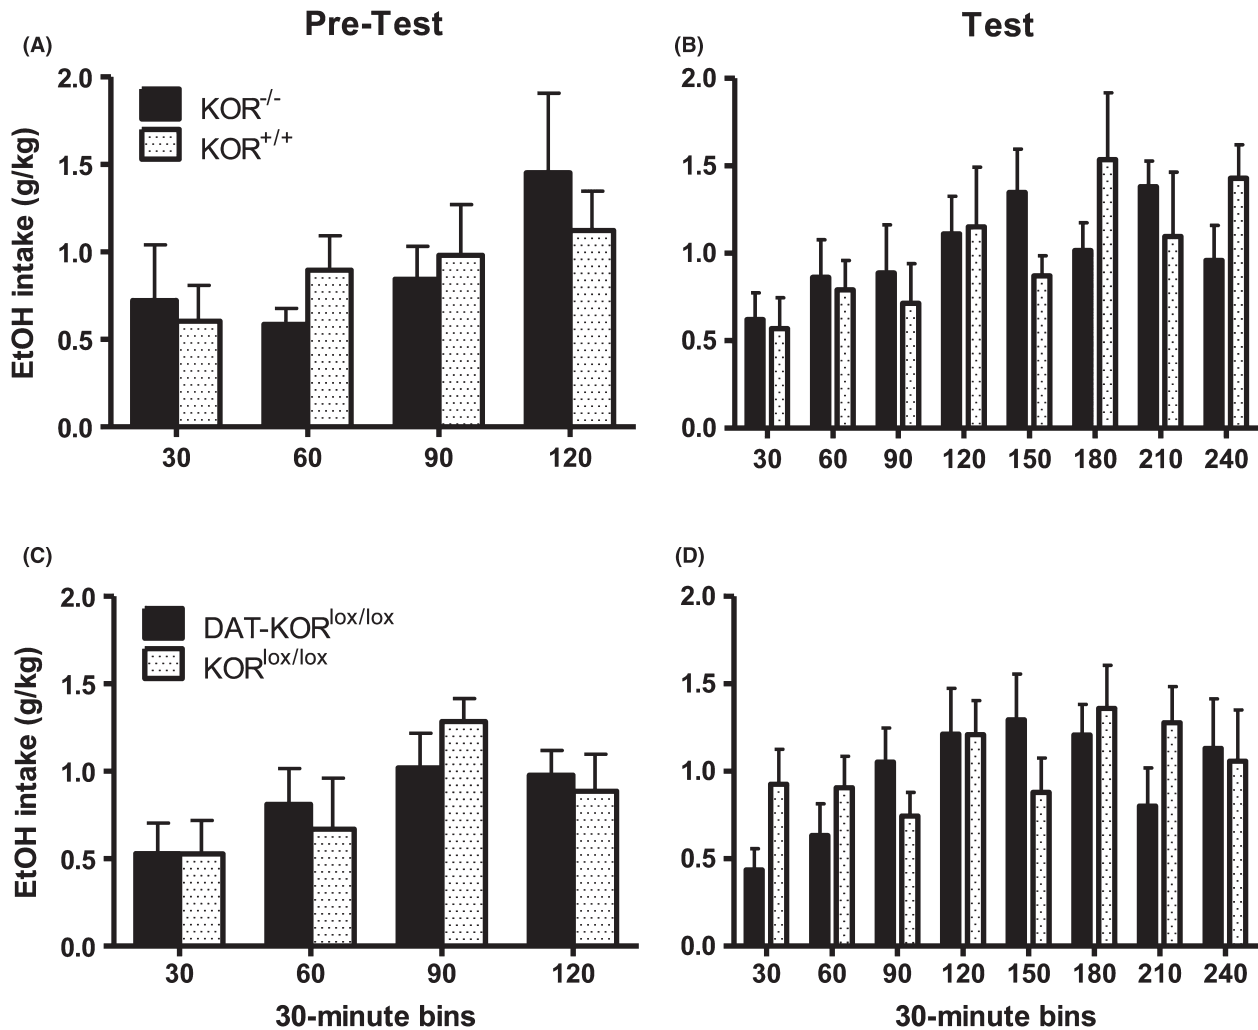 Pre-Test
Test
(A)
(B)
EtOH intake (g/kg)
2.0
1.5
1.0
0.5
0.0
KOR-/-
KOR+/+
30 60 90 120
2.0
1.5
1.0
0.5
0.0
30 60 90 120 150 180 210 240
(C)
(D)
EtOH intake (g/kg)
2.0
1.5
1.0
0.5
0.0
DAT-KORlox/lox
KORlox/lox
30 60 90 120
30-minute bins
2.0
1.5
1.0
0.5
0.0
30 60 90 120 150 180 210 240
30-minute bins